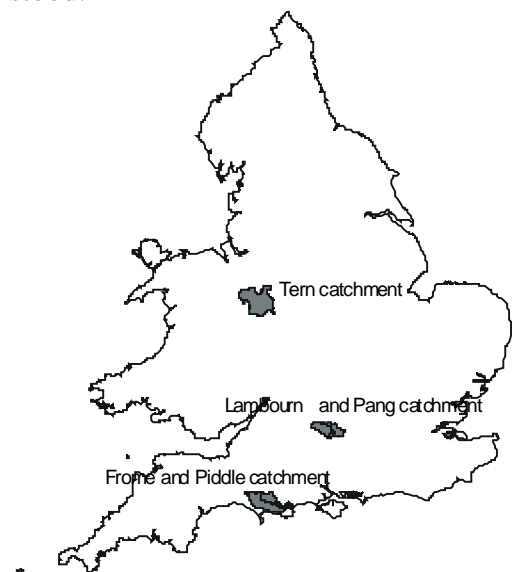 Tern catchment
Lambourn and Pang catchment
Frome and Piddle catchment